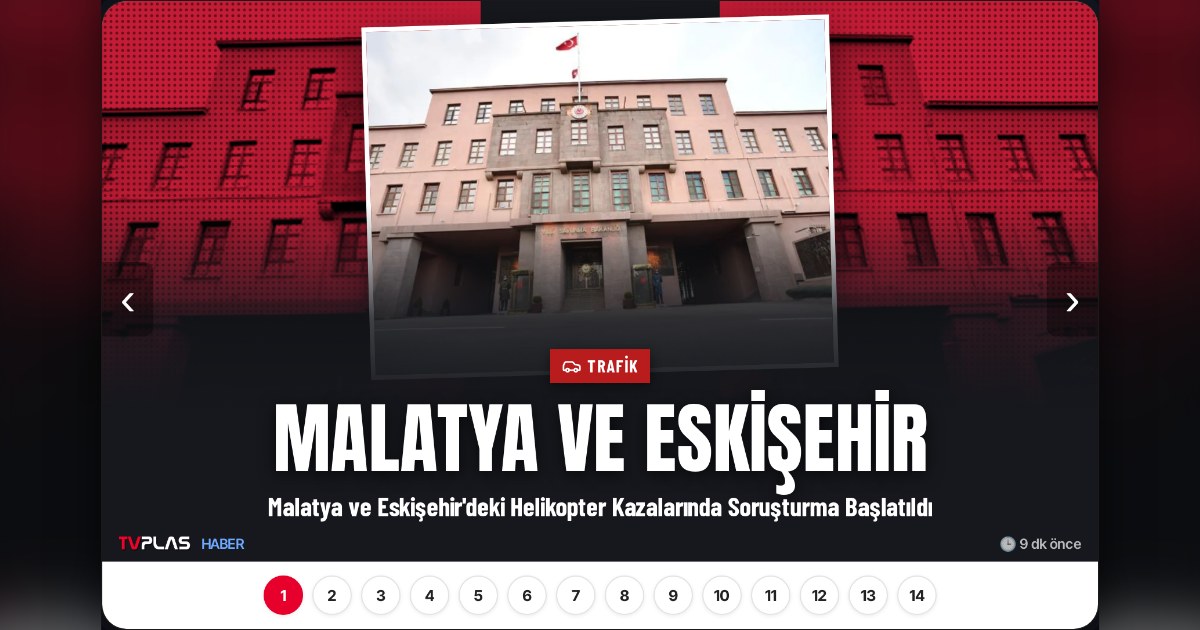 TRAFİK
MALATYA VE ESKİŞEHİR
Malatya ve Eskişehir'deki Helikopter Kazalarında Soruşturma Başlatıldı
TVPLAS HABER
9 dk önce
1 2 3 4 5 6 7 8 9 10 11 12 13 14